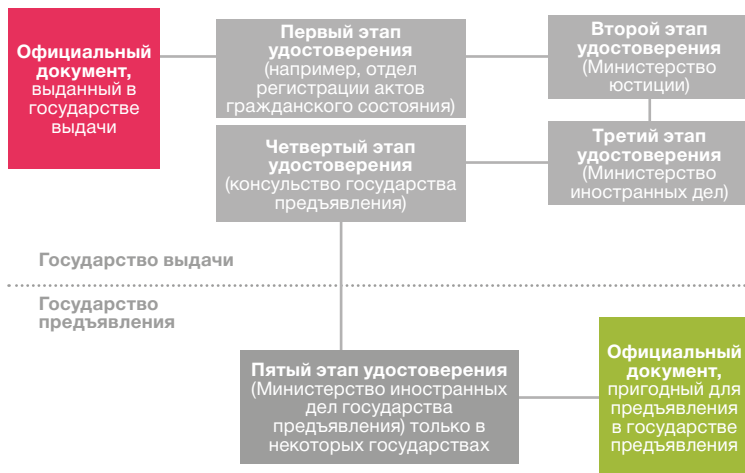 Официальный
документ,
выданный в
государстве
выдачи
Первый этап
удостоверения
(например, отдел
регистрации актов
гражданского состояния)
Второй этап
удостоверения
(Министерство
юстиции)
Третий этап
удостоверения
(Министерство
иностранных дел)
Четвертый этап
удостоверения
(консульство государства
предъявления)
Государство выдачи
Государство
предъявления
Пятый этап удостоверения
(Министерство иностранных
дел государства
предъявления) только в
некоторых государствах
Официальный
документ,
пригодный для
предъявления
в государстве
предъявления